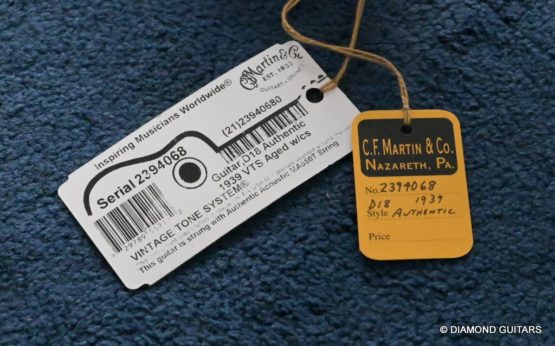 Inspiring Musicians Worldwide®
Martin & Co.
EST. 1833
Serial 2394068
(21)23940680
Guitar, D18 Authentic
1939 VTS Aged w/cs
VINTAGE TONE SYSTEM®
This guitar is strung with Authentic Acoustic String
C.F. MARTIN & Co.
NAZARETH, PA.
No. 2394068
D18 1939
Style AUTHENTIC
Price
© DIAMOND GUITARS